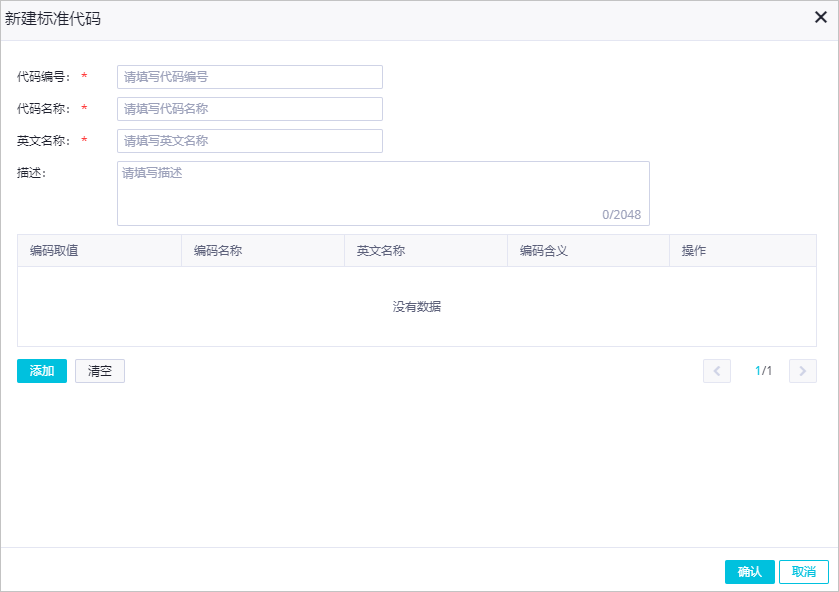 新建标准代码
代码编号: * 请填写代码编号
代码名称: * 请填写代码名称
英文名称: * 请填写英文名称
描述: 请填写描述
0/2048
编码取值 编码名称 英文名称 编码含义 操作
没有数据
添加 清空 1/1
确认 取消